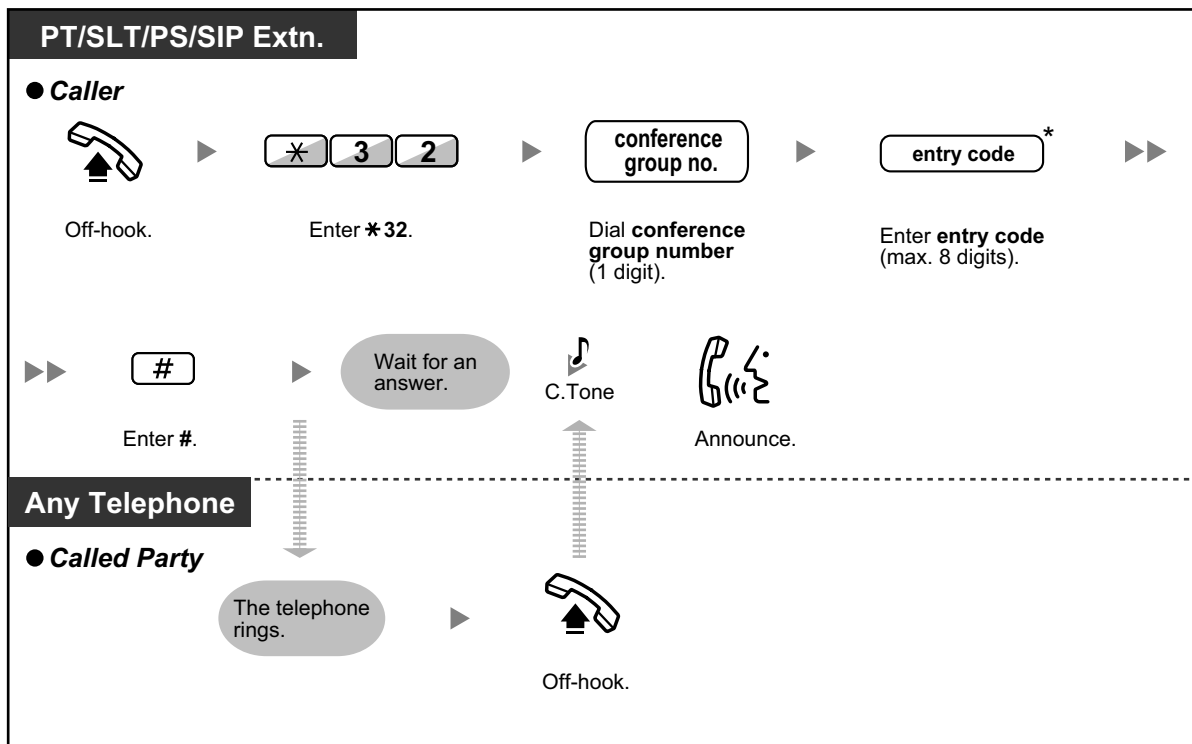 PT/SLT/PS/SIP Extn.
● Caller
* 3 2
conference
group no.
entry code *
Off-hook.
Enter *32.
Dial conference
group number
(1 digit).
Enter entry code
(max. 8 digits).
#
Wait for an
answer.
C.Tone
Enter #.
Announce.
Any Telephone
● Called Party
The telephone
rings.
Off-hook.